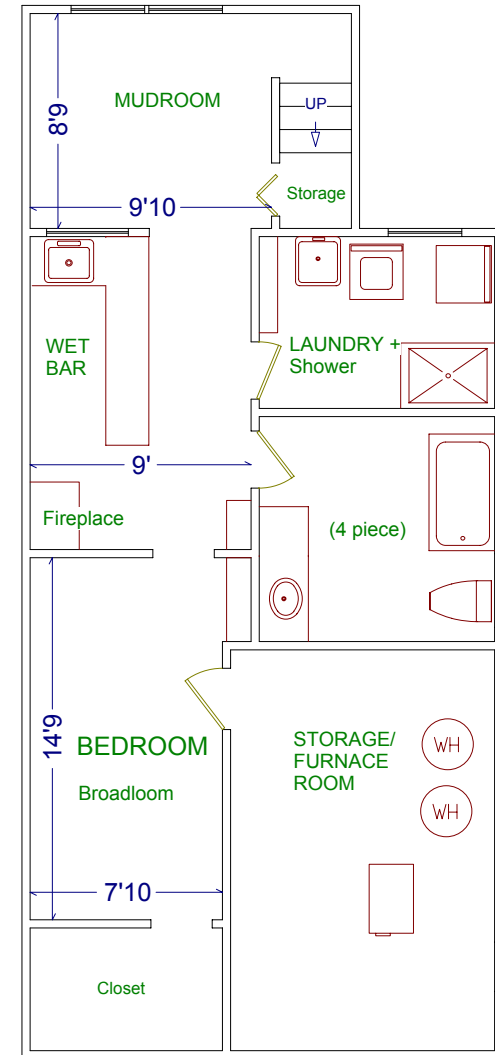 MUDROOM
UP
8'9
Storage
9'10
WET
BAR
LAUNDRY +
Shower
9'
Fireplace
(4 piece)
14'9
BEDROOM
Broadloom
STORAGE/
FURNACE
ROOM
WH
WH
7'10
Closet